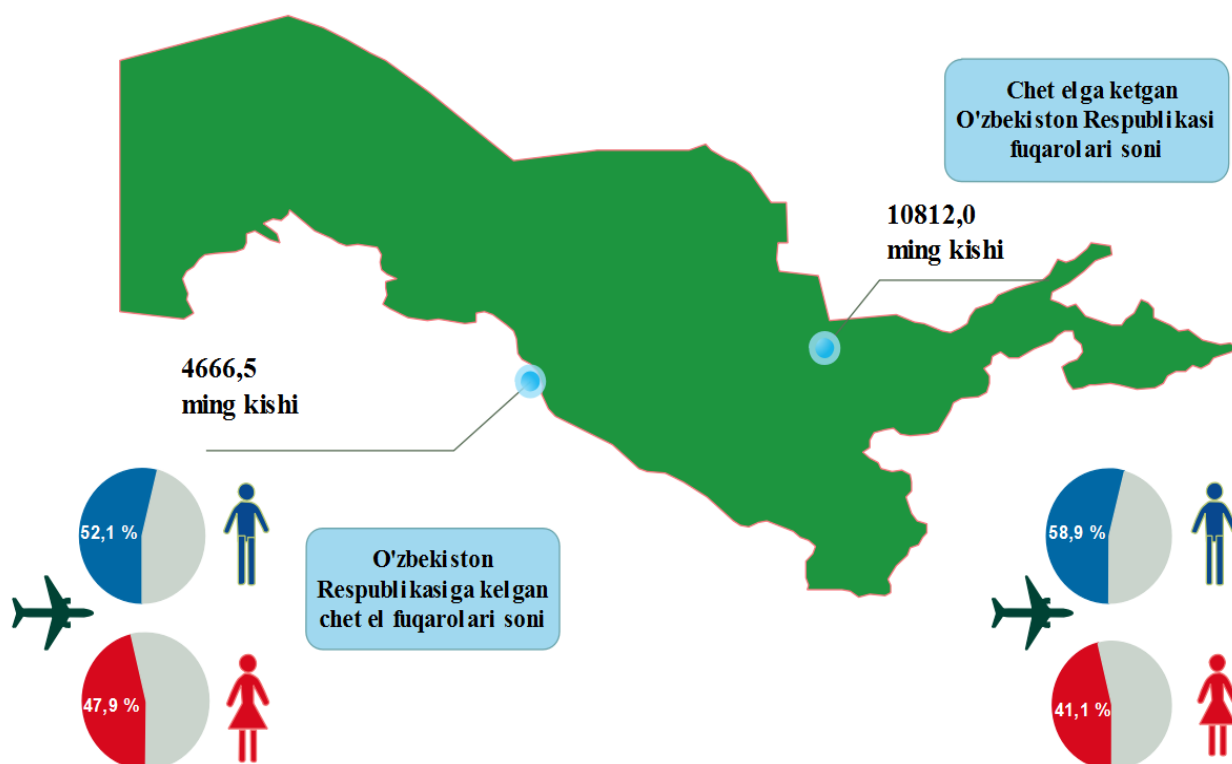 Chet elga ketgan
O'zbekiston Respublikasi
fuqarolari soni
10812,0
ming kishi
4666,5
ming kishi
52,1 %
58,9 %
O'zbekiston
Respublikasiga kelgan
chet el fuqarolari soni
47,9 %
41,1 %